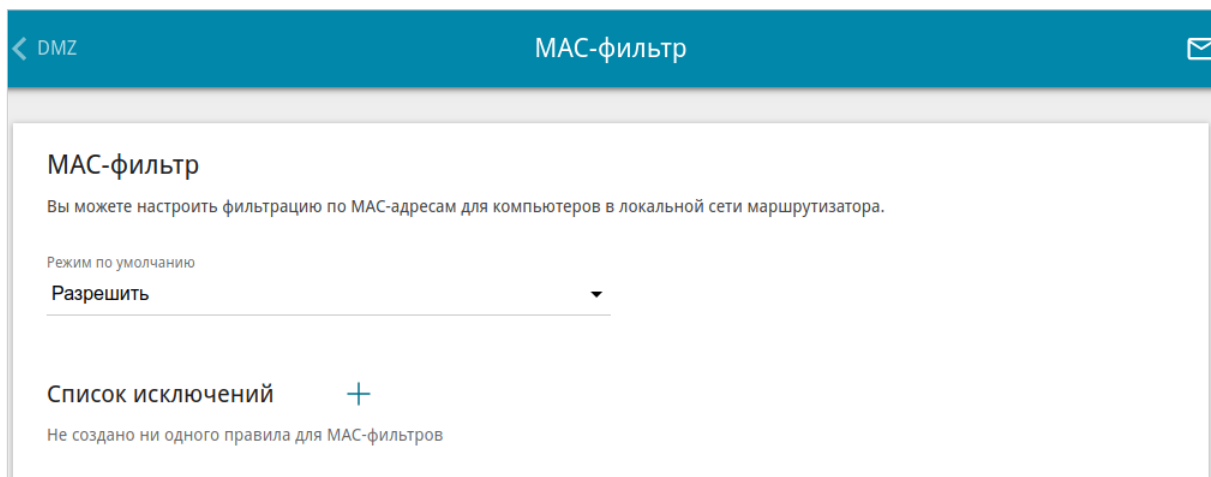 DMZ
MAC-фильтр
MAC-фильтр
Вы можете настроить фильтрацию по MAC-адресам для компьютеров в локальной сети маршрутизатора.
Режим по умолчанию
Разрешить
Список исключений
Не создано ни одного правила для MAC-фильтров